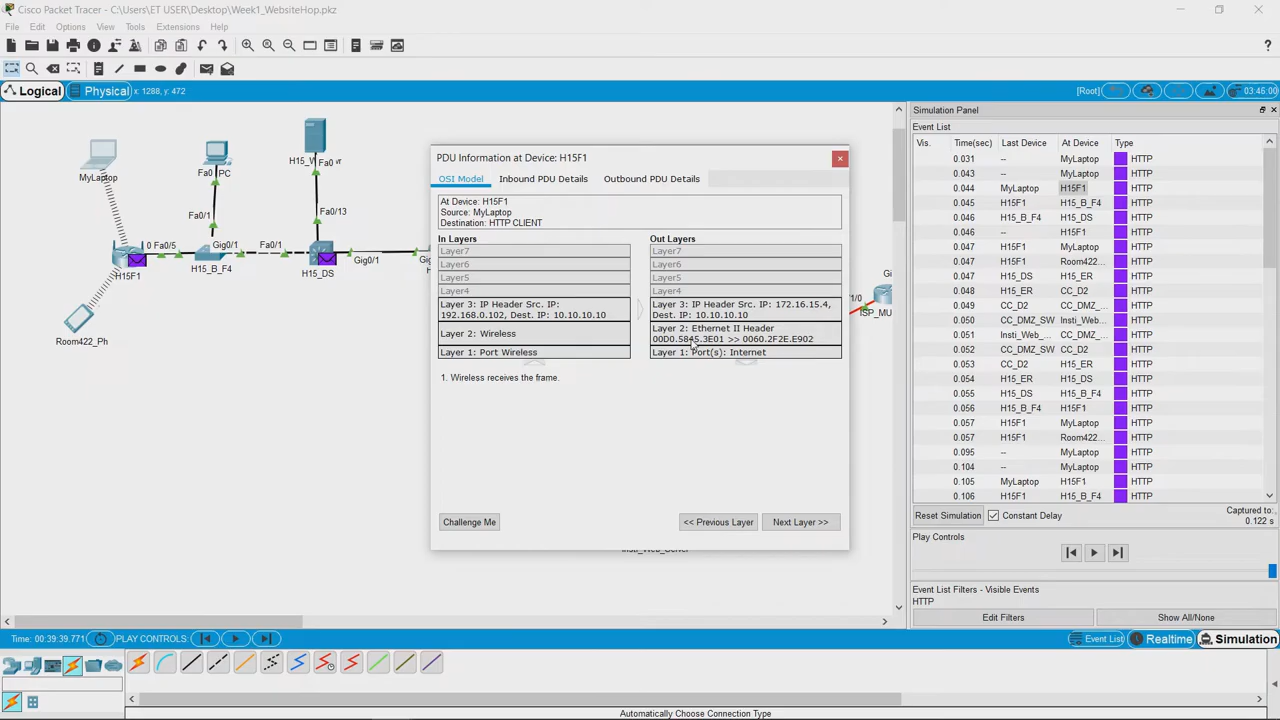 Cisco Packet Tracer - C:\Users\ET USER\Desktop\Week1_WebsiteHop.pkz
File Edit Options View Tools Extensions Help
Logical Physical x: 1288, y: 472 [Root] 03:46:00
MyLaptop
Fa0 PC
Fa0
Fa0/1
Fa0/13
0 Fa0/5
Gig0/1
Fa0/1
Gig0/1
H15F1
H15_B_F4
H15_DS
Room422_Ph
Gi
1/0
ISP_MU
PDU Information at Device: H15F1
OSI Model Inbound PDU Details Outbound PDU Details
At Device: H15F1
Source: MyLaptop
Destination: HTTP CLIENT
In Layers Out Layers
Layer7 Layer7
Layer6 Layer6
Layer5 Layer5
Layer4 Layer4
Layer 3: IP Header Src. IP: 192.168.0.102, Dest. IP: 10.10.10.10
Layer 3: IP Header Src. IP: 172.16.15.4, Dest. IP: 10.10.10.10
Layer 2: Wireless
Layer 2: Ethernet II Header 00D0.5845.3E01 >> 0060.2F2E.E902
Layer 1: Port Wireless
Layer 1: Port(s): Internet
1. Wireless receives the frame.
Challenge Me << Previous Layer Next Layer >>
Simulation Panel
Event List
Vis. Time(sec) Last Device At Device Type
0.031 -- MyLaptop HTTP
0.043 -- MyLaptop HTTP
0.044 MyLaptop H15F1 HTTP
0.045 H15F1 H15_B_F4 HTTP
0.046 H15_B_F4 H15_DS HTTP
0.046 -- H15F1 HTTP
0.047 H15F1 MyLaptop HTTP
0.047 H15F1 Room422... HTTP
0.047 H15_DS H15_ER HTTP
0.048 H15_ER CC_D2 HTTP
0.049 CC_D2 CC_DMZ... HTTP
0.050 CC_DMZ_SW Insti_Web... HTTP
0.051 Insti_Web... CC_DMZ... HTTP
0.052 CC_DMZ_SW CC_D2 HTTP
0.053 CC_D2 H15_ER HTTP
0.054 H15_ER H15_DS HTTP
0.055 H15_DS H15_B_F4 HTTP
0.056 H15_B_F4 H15F1 HTTP
0.057 H15F1 MyLaptop HTTP
0.057 H15F1 Room422... HTTP
0.095 -- MyLaptop HTTP
0.104 -- MyLaptop HTTP
0.105 MyLaptop H15F1 HTTP
0.106 H15F1 H15_B_F4 HTTP
Reset Simulation Constant Delay Captured to:
0.122 s
Play Controls
Event List Filters - Visible Events
HTTP
Edit Filters Show All/None
Time: 00:39:39.771 PLAY CONTROLS: Event List Realtime Simulation
Automatically Choose Connection Type